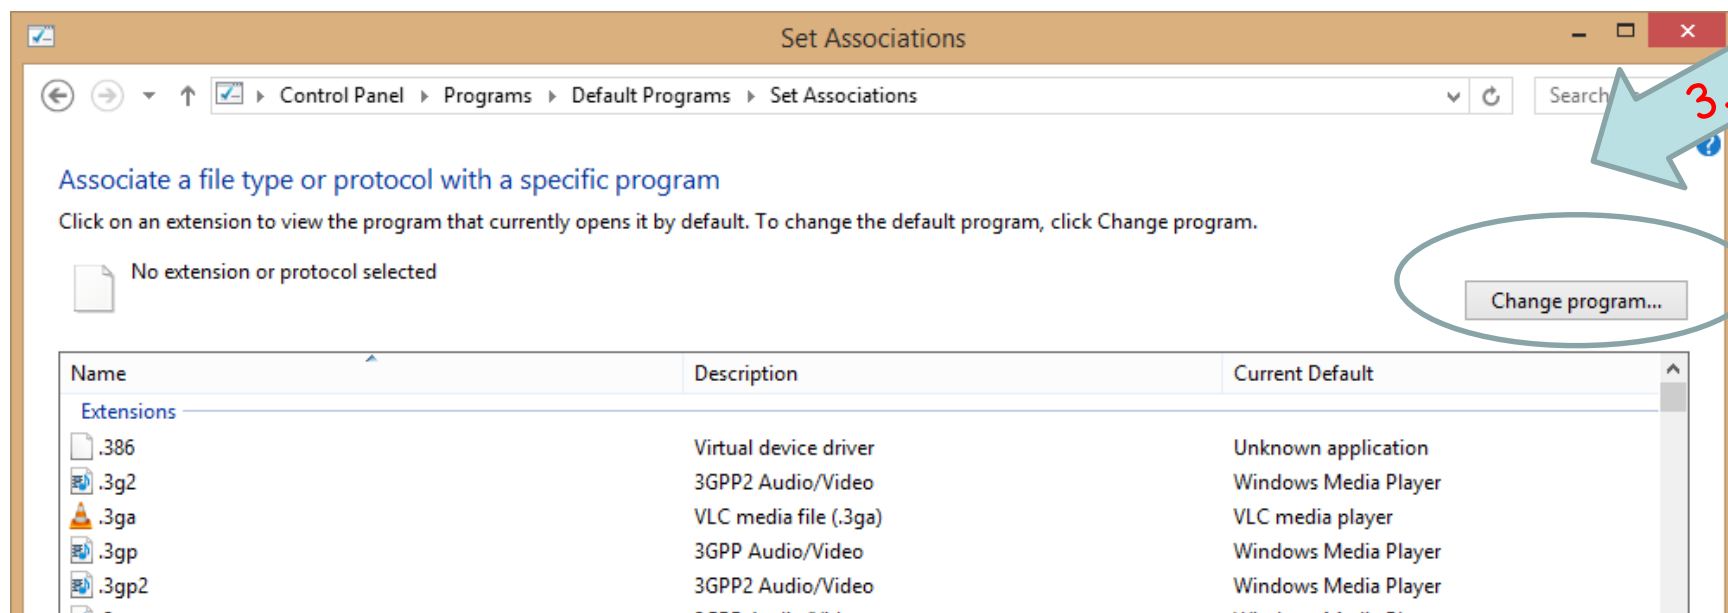 Set Associations
Control Panel Programs Default Programs Set Associations
Search
3.
Associate a file type or protocol with a specific program
Click on an extension to view the program that currently opens it by default. To change the default program, click Change program.
No extension or protocol selected
Change program...
Name Description Current Default
Extensions
.386 Virtual device driver Unknown application
.3g2 3GPP2 Audio/Video Windows Media Player
.3ga VLC media file (.3ga) VLC media player
.3gp 3GPP Audio/Video Windows Media Player
.3gp2 3GPP2 Audio/Video Windows Media Player